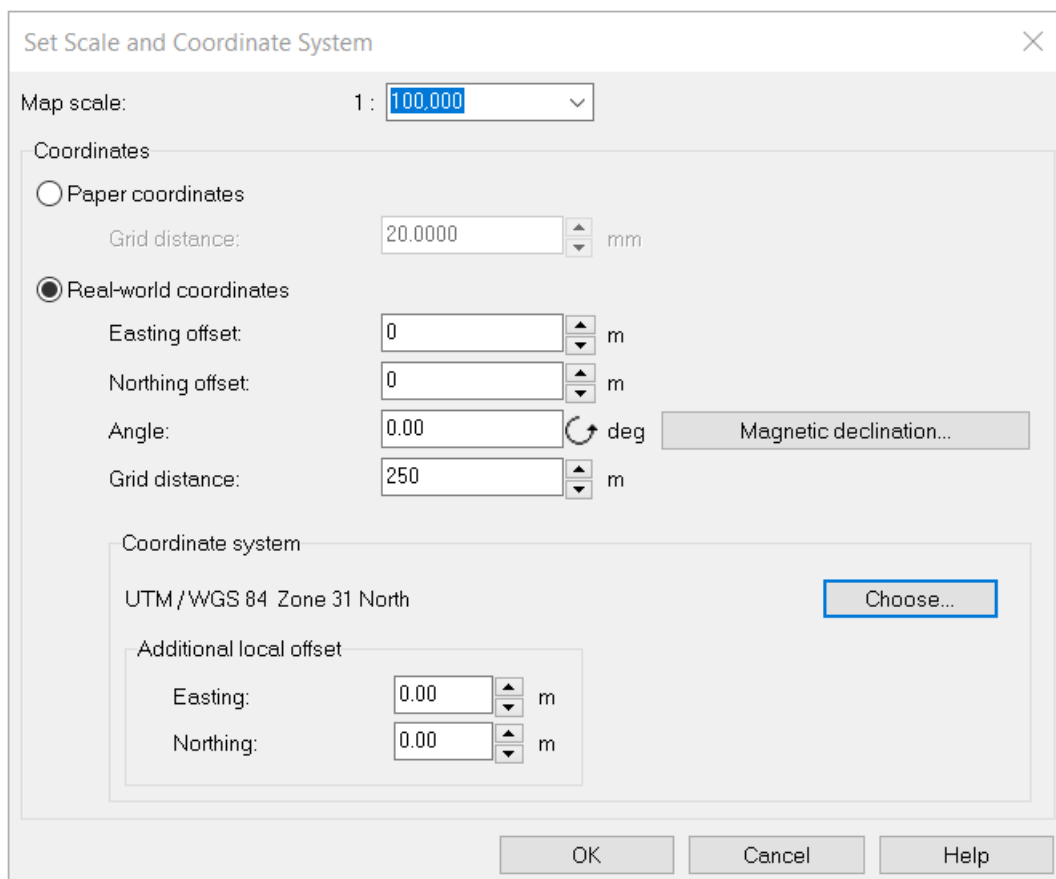 Set Scale and Coordinate System
Map scale: 1 : 100,000
Coordinates
Paper coordinates
Grid distance: 20.0000 mm
Real-world coordinates
Easting offset: 0 m
Northing offset: 0 m
Angle: 0.00 deg Magnetic declination...
Grid distance: 250 m
Coordinate system
UTM / WGS 84 Zone 31 North Choose...
Additional local offset
Easting: 0.00 m
Northing: 0.00 m
OK Cancel Help